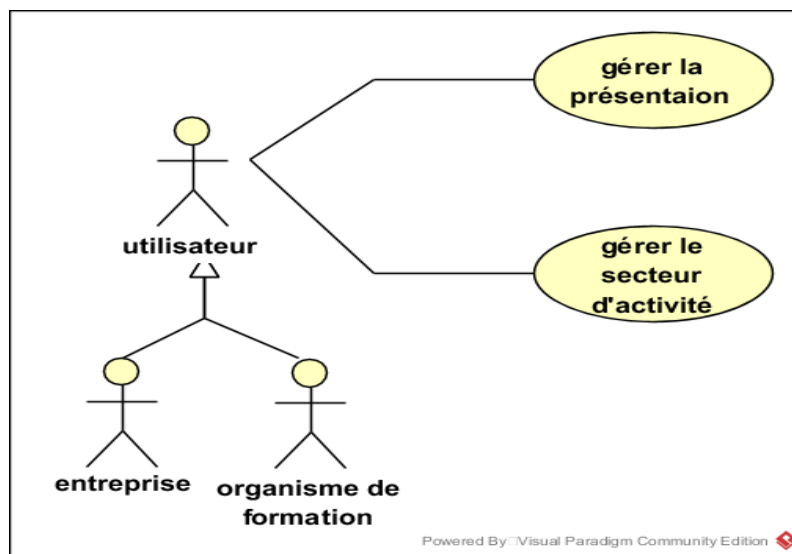 gérer la
présentaion
utilisateur
gérer le
secteur
d'activité
entreprise
organisme de
formation
Powered By Visual Paradigm Community Edition